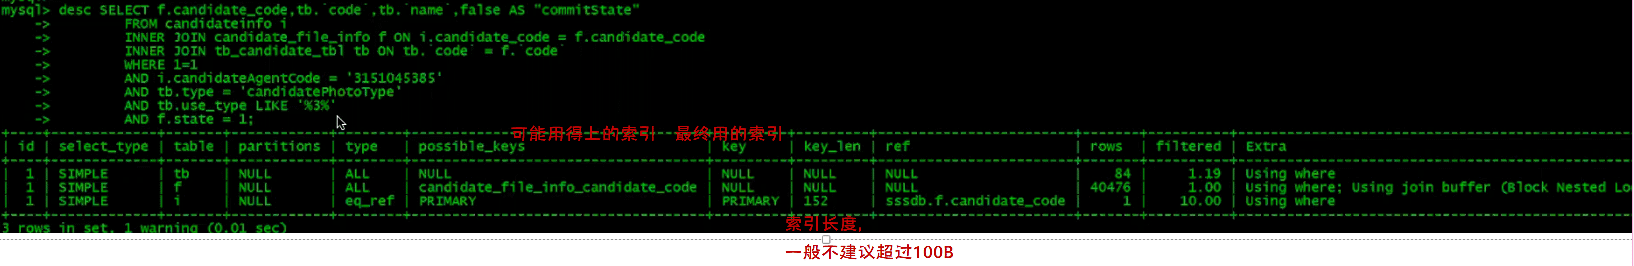 mysql> desc SELECT f.candidate_code,tb.`code`,tb.`name`,false AS "commitState"
-> FROM candidateinfo i
-> INNER JOIN candidate_file_info f ON i.candidate_code = f.candidate_code
-> INNER JOIN tb_candidate_tbl tb ON tb.`code` = f.`code`
-> WHERE 1=1
-> AND i.candidateAgentCode = '3151045385'
-> AND tb.type = 'candidatePhotoType'
-> AND tb.use_type LIKE '%3%'
-> AND f.state = 1;
可能用得上的索引 最终用的索引
| id | select_type | table | partitions | type | possible_keys | key | key_len | ref | rows | filtered | Extra
| 1 | SIMPLE | tb | NULL | ALL | NULL | NULL | NULL | NULL | 84 | 1.19 | Using where
| 1 | SIMPLE | f | NULL | ALL | candidate_file_info_candidate_code | NULL | NULL | NULL | 40476 | 1.00 | Using where; Using join buffer (Block Nested Lo
| 1 | SIMPLE | i | NULL | eq_ref | PRIMARY | PRIMARY | 152 | sssdb.f.candidate_code | 1 | 10.00 | Using where
索引长度,
3 rows in set, 1 warning (0.01 sec)
一般不建议超过100B